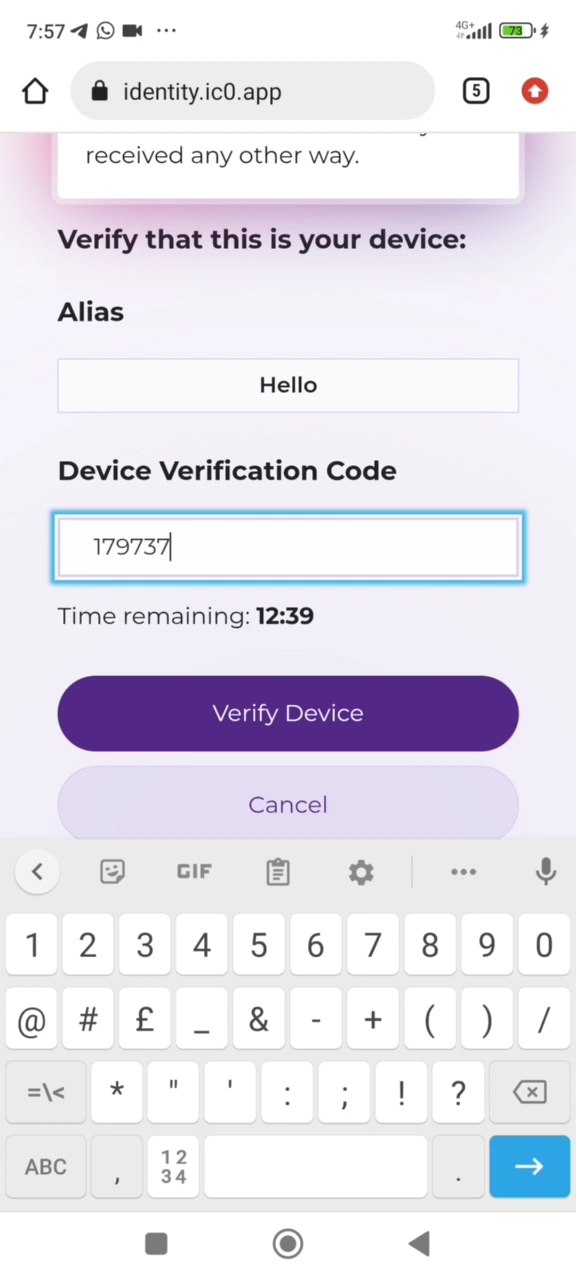 7:57
4G+
73
identity.ic0.app
5
received any other way.
Verify that this is your device:
Alias
Hello
Device Verification Code
179737
Time remaining: 12:39
Verify Device
Cancel
GIF
1 2 3 4 5 6 7 8 9 0
@ # £ _ & - + ( ) /
=\< * " ' : ; ! ?
ABC , 12 34 .